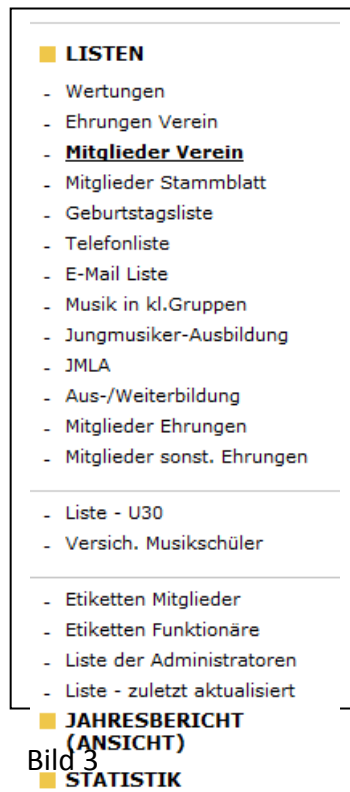 LISTEN
- Wertungen
- Ehrungen Verein
- Mitglieder Verein
- Mitglieder Stammblatt
- Geburtstagsliste
- Telefonliste
- E-Mail Liste
- Musik in kl.Gruppen
- Jungmusiker-Ausbildung
- JMLA
- Aus-/Weiterbildung
- Mitglieder Ehrungen
- Mitglieder sonst. Ehrungen
- Liste - U30
- Versich. Musikschüler
- Etiketten Mitglieder
- Etiketten Funktionäre
- Liste der Administratoren
- Liste - zuletzt aktualisiert
JAHRESBERICHT
(ANSICHT)
Bild 3
STATISTIK